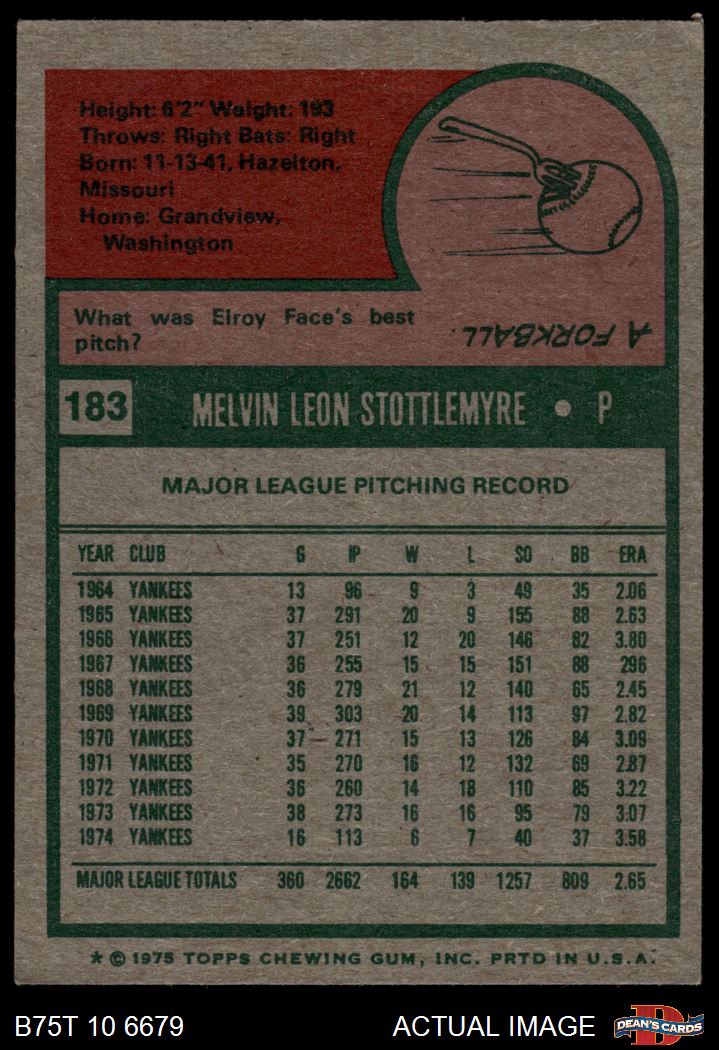 Height: 6'2" Weight: 193
Throws: Right Bats: Right
Born: 11-13-41, Hazelton,
Missouri
Home: Grandview,
Washington
What was Elroy Face's best
pitch?
A FORKBALL.
183 MELVIN LEON STOTTLEMYRE • P
MAJOR LEAGUE PITCHING RECORD
YEAR CLUB G IP W L SO BB ERA
1964 YANKEES 13 96 9 3 49 35 2.06
1965 YANKEES 37 291 20 9 155 88 2.63
1966 YANKEES 37 251 12 20 146 82 3.80
1967 YANKEES 36 255 15 15 151 88 296
1968 YANKEES 36 279 21 12 140 65 2.45
1969 YANKEES 39 303 20 14 113 97 2.82
1970 YANKEES 37 271 15 13 126 84 3.09
1971 YANKEES 35 270 16 12 132 69 2.87
1972 YANKEES 36 260 14 18 110 85 3.22
1973 YANKEES 38 273 16 16 95 79 3.07
1974 YANKEES 16 113 6 7 40 37 3.58
MAJOR LEAGUE TOTALS 360 2662 164 139 1257 809 2.65
* © 1975 TOPPS CHEWING GUM, INC. PRTD IN U.S.A.
B75T 10 6679 ACTUAL IMAGE D DEAN'S CARDS